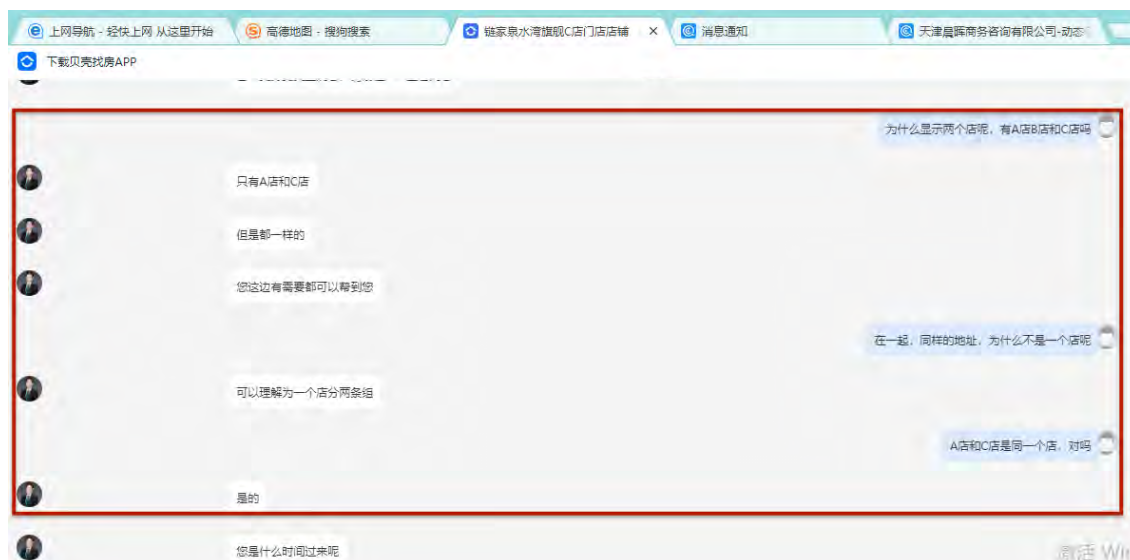 上网导航 - 轻快上网 从这里开始
高德地图 - 搜狗搜索
链家泉水湾旗舰C店门店店铺
消息通知
天津晨晖商务咨询有限公司-动态
下载贝壳找房APP
为什么显示两个店呢，有A店B店和C店吗
只有A店和C店
但是都一样的
您这边有需要都可以帮到您
在一起，同样的地址，为什么不是一个店呢
可以理解为一个店分两条组
A店和C店是同一个店，对吗
是的
您是什么时间过来呢
激活 Wi